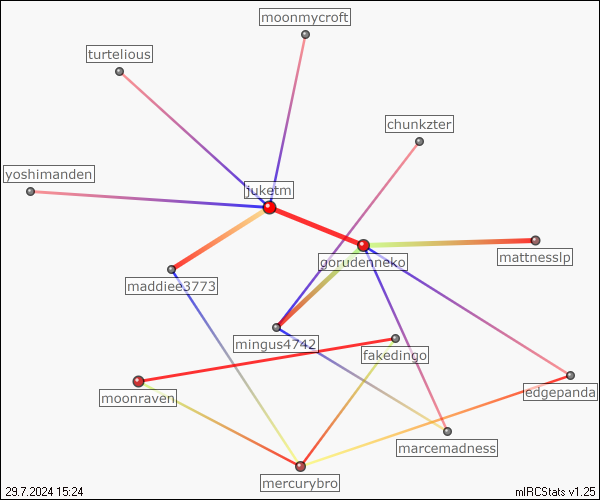 moonmycroft
turtelious
chunkzter
yoshimanden
juketm
gorudenneko
mattnesslp
maddiee3773
mingus4742
fakedingo
edgepanda
moonraven
marcemadness
mercurybro
29.7.2024 15:24
mIRCStats v1.25